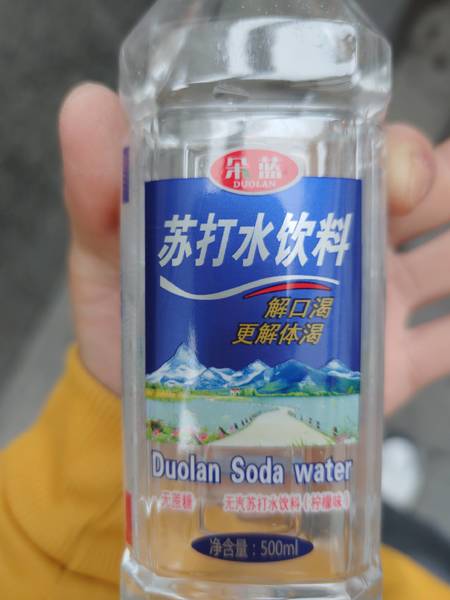 朵蓝
DUOLAN
苏打水饮料
解口渴
更解体渴
Duolan Soda water
无蔗糖 无汽苏打水饮料（柠檬味）
净含量：500ml